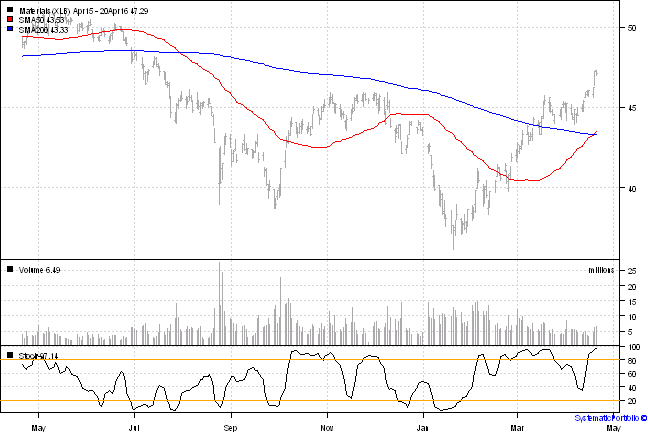 Materials (XLB) Apr15 - 20Apr16 47.29
SMA50 43.53
SMA200 43.33
50
45
40
Volume 6.49
millions
25
20
15
10
5
Stoch 97.14
100
80
60
40
20
May
Jul
Sep
Nov
Jan
Mar
May
SystematicPortfolio ©